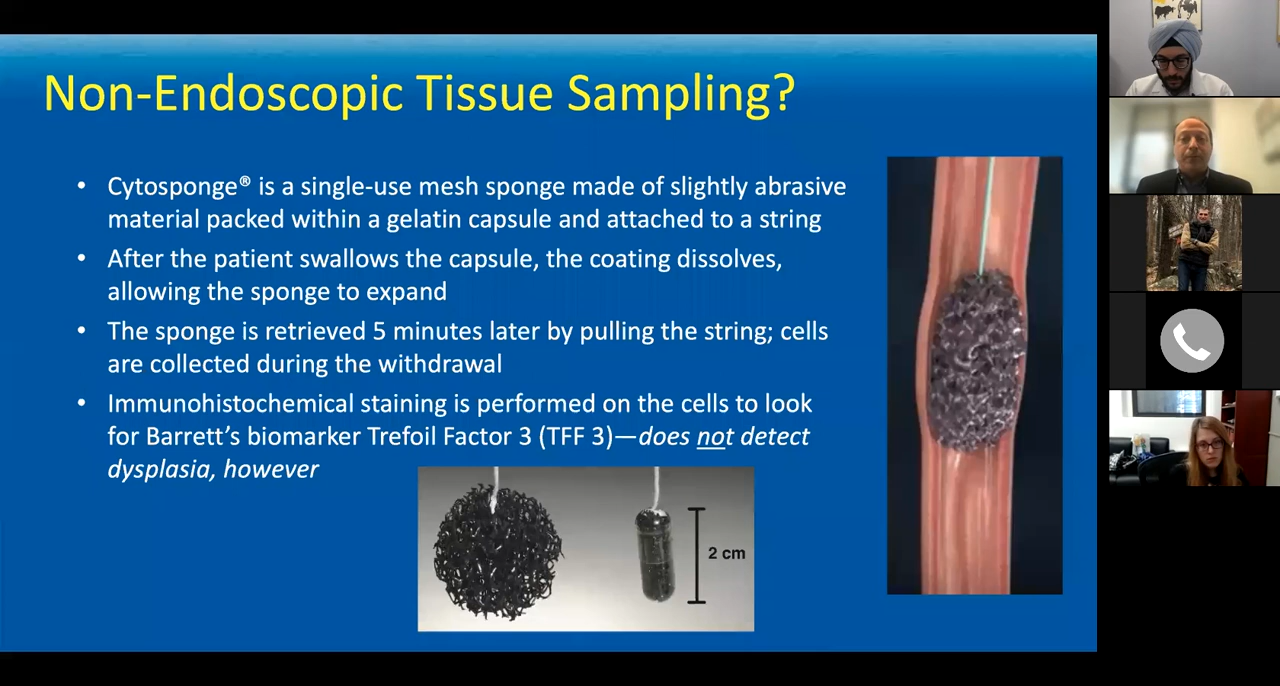 Non-Endoscopic Tissue Sampling?
• Cytosponge® is a single-use mesh sponge made of slightly abrasive
material packed within a gelatin capsule and attached to a string
• After the patient swallows the capsule, the coating dissolves,
allowing the sponge to expand
• The sponge is retrieved 5 minutes later by pulling the string; cells
are collected during the withdrawal
• Immunohistochemical staining is performed on the cells to look
for Barrett’s biomarker Trefoil Factor 3 (TFF 3)—does not detect
dysplasia, however
2 cm